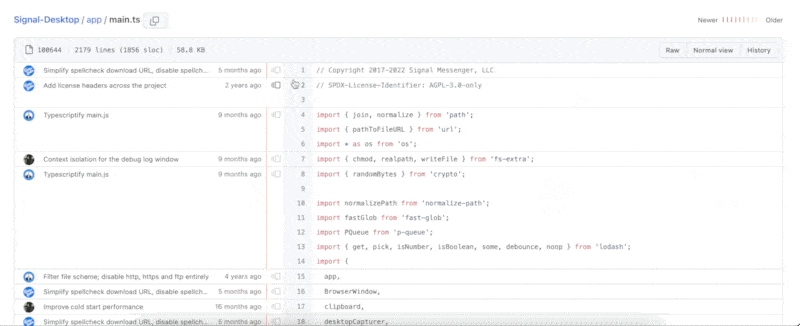 Signal-Desktop / app / main.ts
Newer Older
100644 2179 lines (1856 sloc) 58.8 KB Raw Normal view History
Simplify spellcheck download URL, disable spellch... 5 months ago 1 // Copyright 2017-2022 Signal Messenger, LLC
Add license headers across the project 2 years ago 2 // SPDX-License-Identifier: AGPL-3.0-only
3
Typescriptify main.js 9 months ago 4 import { join, normalize } from 'path';
5 import { pathToFileURL } from 'url';
6 import * as os from 'os';
Context isolation for the debug log window 9 months ago 7 import { chmod, realpath, writeFile } from 'fs-extra';
Typescriptify main.js 9 months ago 8 import { randomBytes } from 'crypto';
9
10 import normalizePath from 'normalize-path';
11 import fastGlob from 'fast-glob';
12 import PQueue from 'p-queue';
13 import { get, pick, isNumber, isBoolean, some, debounce, noop } from 'lodash';
14 import {
Filter file scheme; disable http, https and ftp entirely 4 years ago 15 app,
Simplify spellcheck download URL, disable spellch... 5 months ago 16 BrowserWindow,
Improve cold start performance 16 months ago 17 clipboard,
Simplify spellcheck download URL, disable spellch... 5 months ago 18 desktopCapturer,